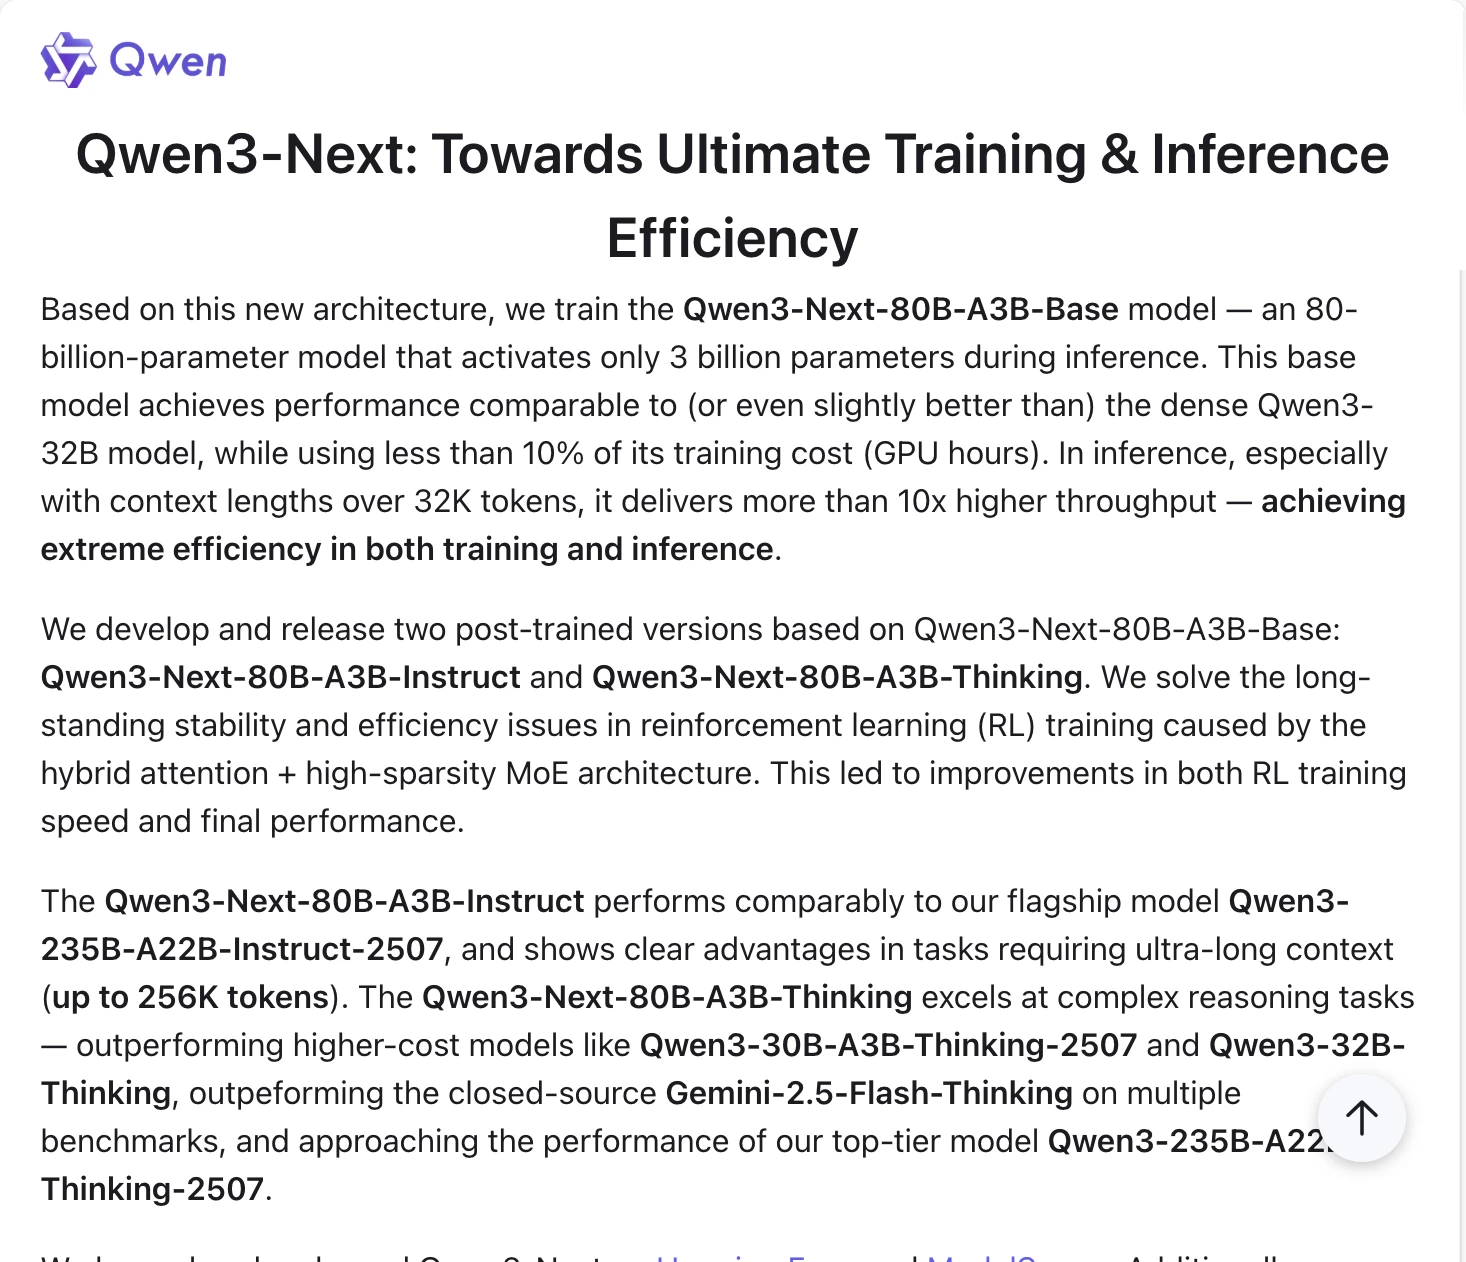 Qwen
Qwen3-Next: Towards Ultimate Training & Inference
Efficiency
Based on this new architecture, we train the Qwen3-Next-80B-A3B-Base model — an 80-
billion-parameter model that activates only 3 billion parameters during inference. This base
model achieves performance comparable to (or even slightly better than) the dense Qwen3-
32B model, while using less than 10% of its training cost (GPU hours). In inference, especially
with context lengths over 32K tokens, it delivers more than 10x higher throughput — achieving
extreme efficiency in both training and inference.
We develop and release two post-trained versions based on Qwen3-Next-80B-A3B-Base:
Qwen3-Next-80B-A3B-Instruct and Qwen3-Next-80B-A3B-Thinking. We solve the long-
standing stability and efficiency issues in reinforcement learning (RL) training caused by the
hybrid attention + high-sparsity MoE architecture. This led to improvements in both RL training
speed and final performance.
The Qwen3-Next-80B-A3B-Instruct performs comparably to our flagship model Qwen3-
235B-A22B-Instruct-2507, and shows clear advantages in tasks requiring ultra-long context
(up to 256K tokens). The Qwen3-Next-80B-A3B-Thinking excels at complex reasoning tasks
— outperforming higher-cost models like Qwen3-30B-A3B-Thinking-2507 and Qwen3-32B-
Thinking, outpeforming the closed-source Gemini-2.5-Flash-Thinking on multiple
benchmarks, and approaching the performance of our top-tier model Qwen3-235B-A22
Thinking-2507.